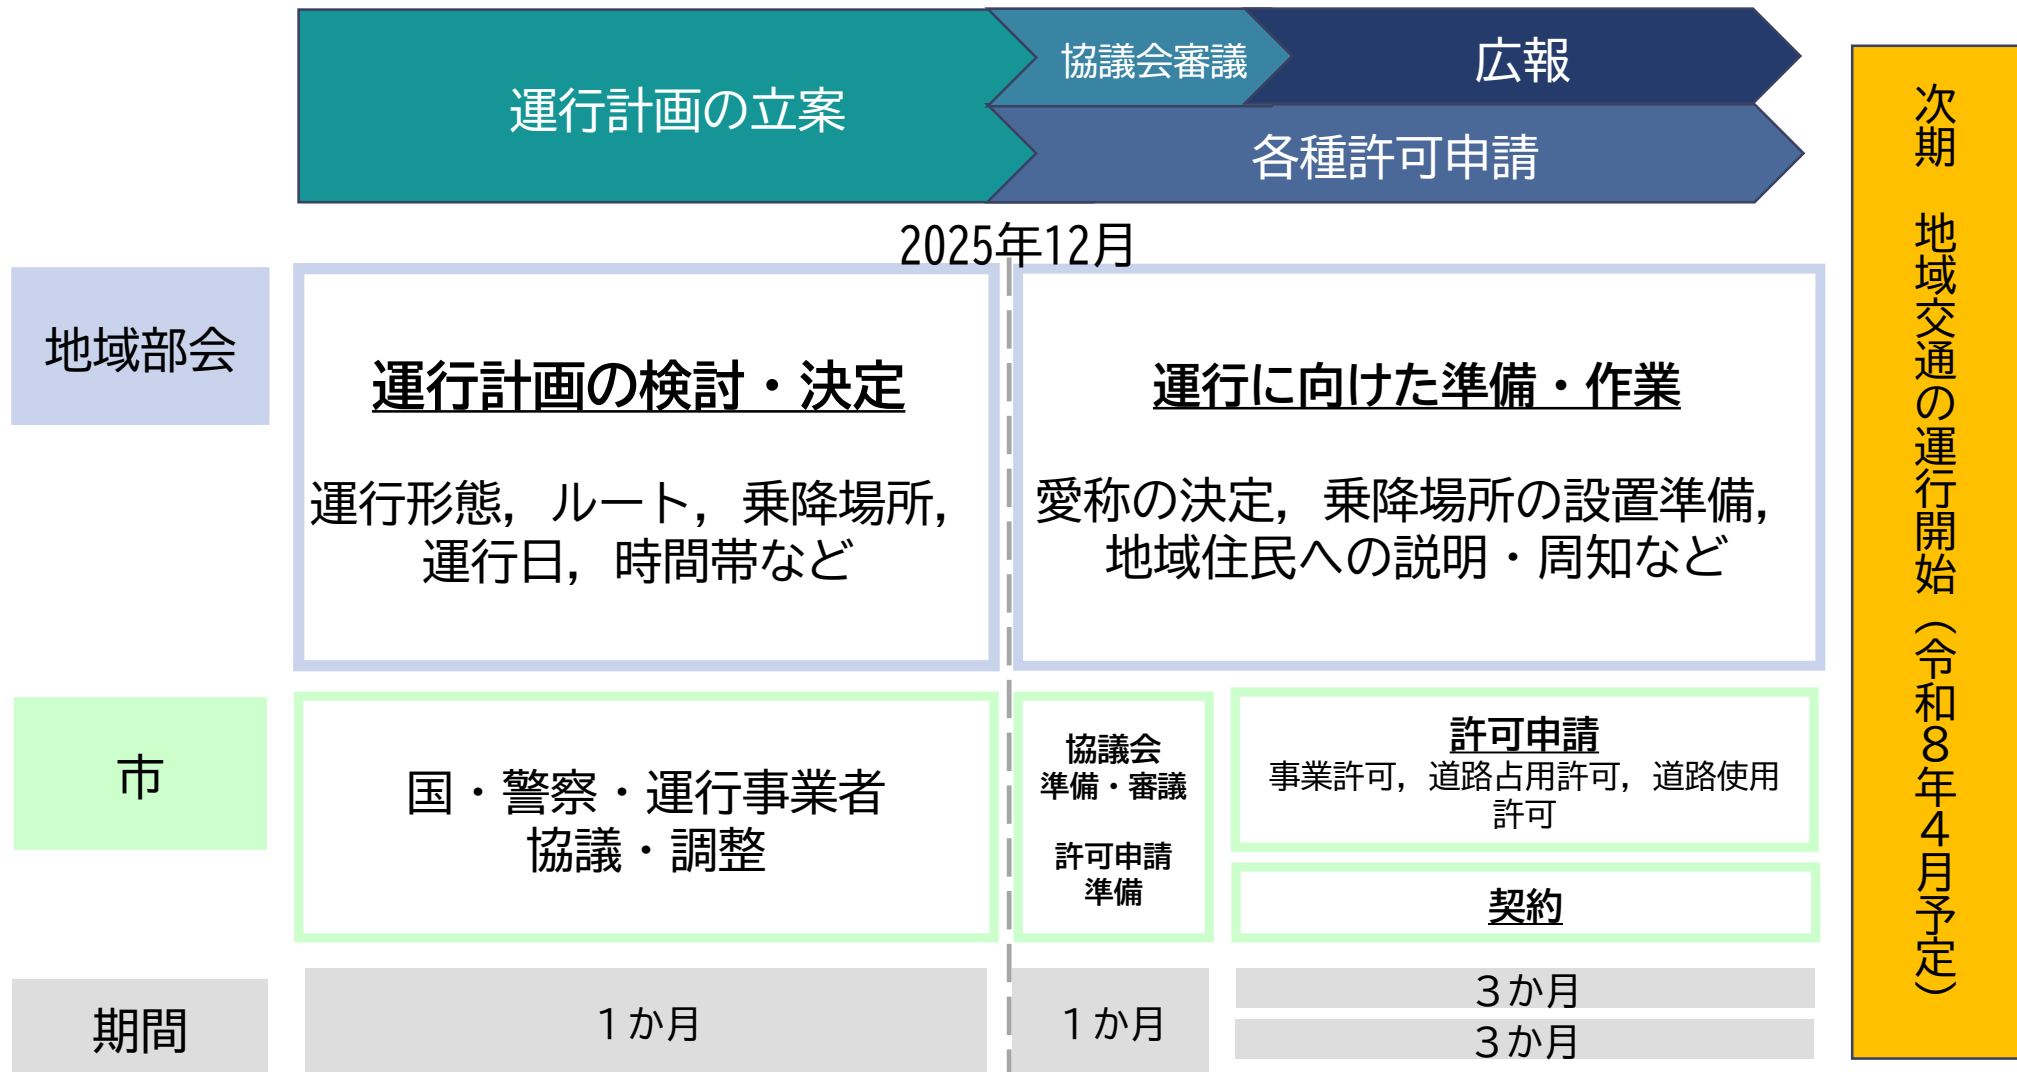 運行計画の立案
協議会審議
広報
各種許可申請
2025年12月
地域部会
運行計画の検討・決定
運行形態，ルート，乗降場所，
運行日，時間帯など
運行に向けた準備・作業
愛称の決定，乗降場所の設置準備，
地域住民への説明・周知など
市
国・警察・運行事業者
協議・調整
協議会
準備・審議
許可申請
準備
許可申請
事業許可，道路占用許可，道路使用
許可
契約
期間
１か月
１か月
３か月
３か月
次期　地域交通の運行開始（令和８年４月予定）